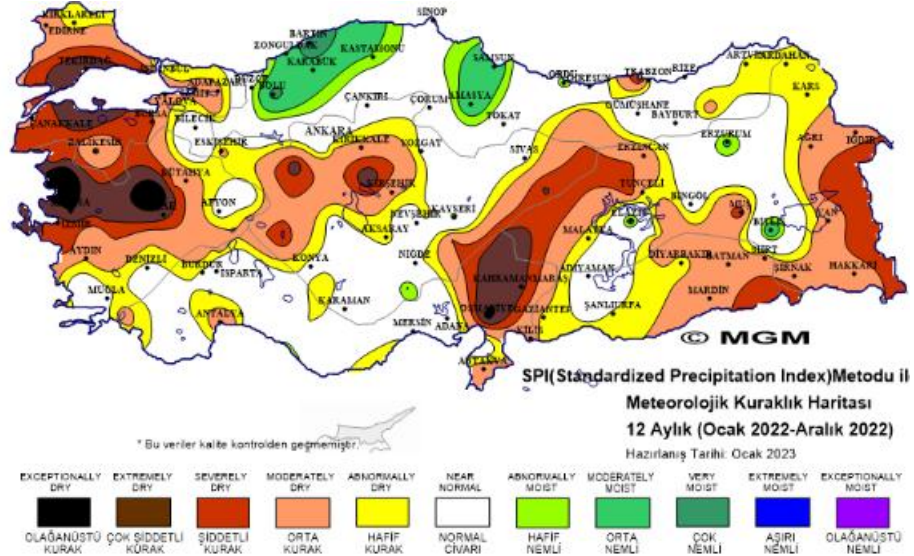 SİNOP
KIRKLARELİ
EDİRNE
BARTIN
ZONGULDAK
KASTAMONU
KARABÜK
SAMSUN
TEKİRDAĞ
ORDU
GİRESUN
TRABZON
RİZE
ARTVİN
ARDAHAN
ADAPAZARI
BOLU
YALOVA
ÇANKIRI
ÇORUM
AMASYA
TOKAT
GÜMÜŞHANE
BAYBURT
KARS
ÇANAKKALE
BURSA
BİLECİK
ANKARA
ERZURUM
BALIKESİR
ESKİŞEHİR
KIRIKKALE
YOZGAT
SİVAS
ERZİNCAN
AĞRI
IĞDIR
KÜTAHYA
KIRŞEHİR
TUNCELİ
BİNGÖL
MUŞ
AFYON
NEVŞEHİR
KAYSERİ
ELAZIĞ
VAN
İZMİR
AKSARAY
MALATYA
AYDIN
DENİZLİ
BURDUR
ISPARTA
KONYA
NİĞDE
DİYARBAKIR
BATMAN
SİİRT
ŞIRNAK
HAKKARİ
KAHRAMANMARAŞ
ADIYAMAN
MARDİN
MUĞLA
ANTALYA
KARAMAN
MERSİN
ADANA
OSMANİYE
GAZİANTEP
ŞANLIURFA
KİLİS
ANTAKYA
© MGM
SPI(Standardized Precipitation Index)Metodu il
Meteorolojik Kuraklık Haritası
12 Aylık (Ocak 2022-Aralık 2022)
Hazırlanış Tarihi: Ocak 2023
* Bu veriler kalite kontrolden geçmemiştir.
EXCEPTIONALLY DRY EXTREMELY DRY SEVERELY DRY MODERATELY DRY ABNORMALLY DRY NEAR NORMAL ABNORMALLY MOIST MODERATELY MOIST VERY MOIST EXTREMELY MOIST EXCEPTIONALLY MOIST
OLAĞANÜSTÜ KURAK ÇOK ŞİDDETLİ KURAK ŞİDDETLİ KURAK ORTA KURAK HAFİF KURAK NORMAL CİVARI HAFİF NEMLİ ORTA NEMLİ ÇOK NEMLİ AŞIRI NEMLİ OLAĞANÜSTÜ NEMLİ